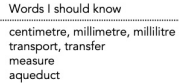 Words I should know
centimetre, millimetre, millilitre
transport, transfer
measure
aqueduct